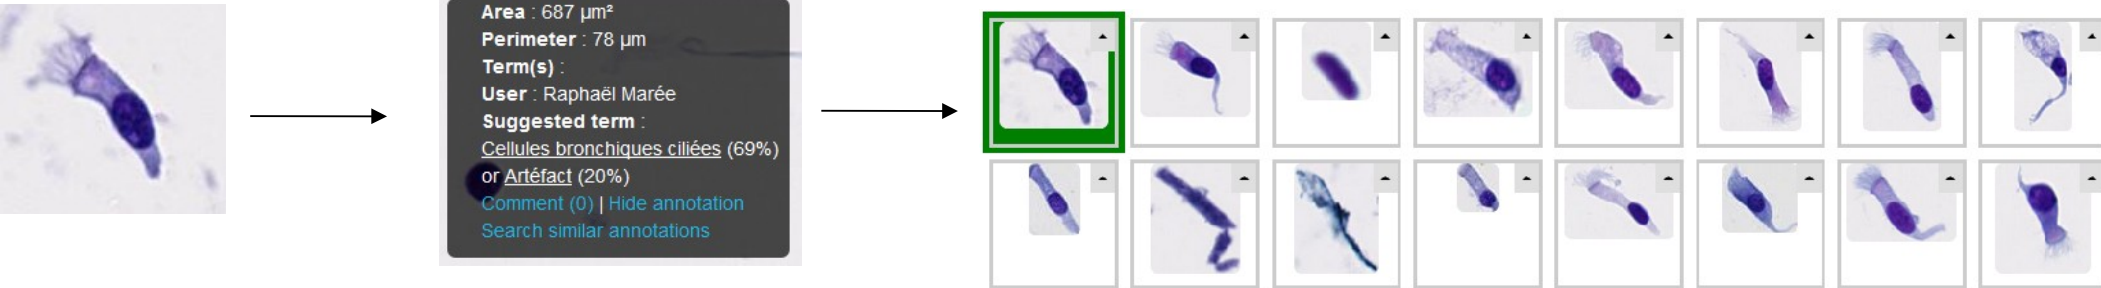 Area : 687 µm²
Perimeter : 78 µm
Term(s) :
User : Raphaël Marée
Suggested term :
Cellules bronchiques ciliées (69%)
or Artéfact (20%)
Comment (0) | Hide annotation
Search similar annotations